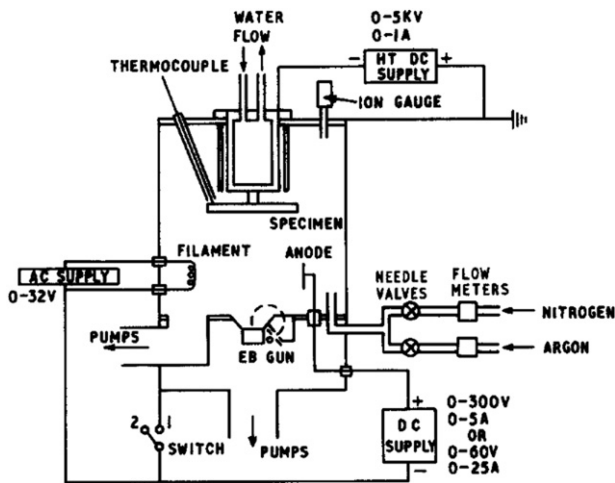 WATER
FLOW
0-5KV
0-1A
- HT DC +
SUPPLY
THERMOCOUPLE
ION GAUGE
SPECIMEN
FILAMENT
ANODE
AC SUPPLY
0-32V
NEEDLE
VALVES
FLOW
METERS
NITROGEN
PUMPS
EB GUN
ARGON
2 1
SWITCH
PUMPS
+
DC
SUPPLY
-
0-300V
0-5A
OR
0-60V
0-25A